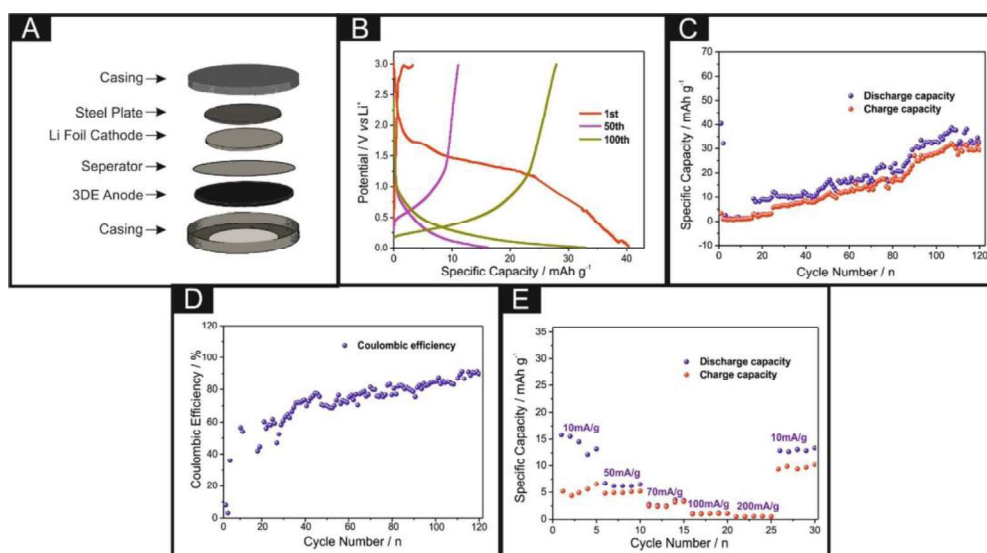 A
Casing
Steel Plate
Li Foil Cathode
Seperator
3DE Anode
Casing
B
Potential / V vs Li+
3.0
2.5
2.0
1.5
1.0
0.5
0.0
1st
50th
100th
0 10 20 30 40
Specific Capacity / mAh g-1
C
Specific Capacity / mAh g-1
70
60
50
40
30
20
10
0
-10
Discharge capacity
Charge capacity
0 20 40 60 80 100 120
Cycle Number / n
D
Coulombic Efficiency / %
120
100
80
60
40
20
0
Coulombic efficiency
0 20 40 60 80 100 120
Cycle Number / n
E
Specific Capacity / mAh g-1
35
30
25
20
15
10
5
0
Discharge capacity
Charge capacity
10mA/g
50mA/g
70mA/g
100mA/g
200mA/g
10mA/g
0 5 10 15 20 25 30
Cycle Number / n